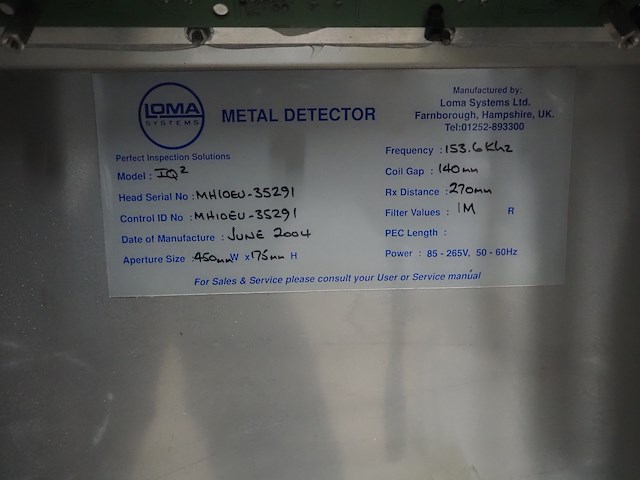 LOMA
SYSTEMS
METAL DETECTOR
Manufactured by:
Loma Systems Ltd.
Farnborough, Hampshire, UK.
Tel:01252-893300
Perfect Inspection Solutions
Model : IQ²
Head Serial No : MH10EU-35291
Control ID No : MH10EU-35291
Date of Manufacture : JUNE 2004
Aperture Size : 450mm W x 175mm H
Frequency : 153.6Khz
Coil Gap : 140mm
Rx Distance : 270mm
Filter Values : 1M R
PEC Length :
Power : 85 - 265V, 50 - 60Hz
For Sales & Service please consult your User or Service manual